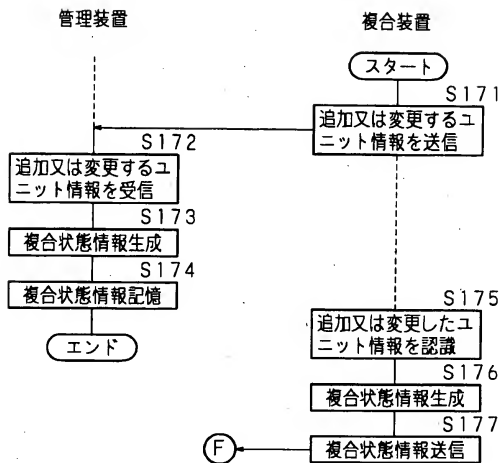 管理装置
複合装置
スタート
S171
追加又は変更するユ
ニット情報を送信
S172
追加又は変更するユ
ニット情報を受信
S173
複合状態情報生成
S174
複合状態情報記憶
エンド
S175
追加又は変更したユ
ニット情報を認識
S176
複合状態情報生成
S177
複合状態情報送信
F